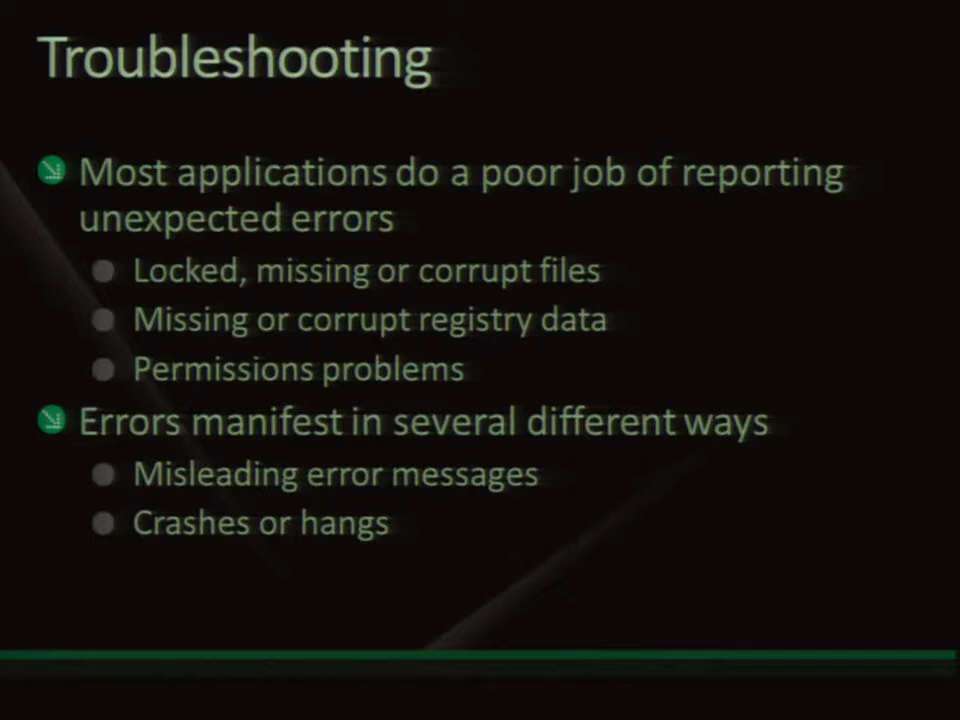 Troubleshooting
Most applications do a poor job of reporting
unexpected errors
Locked, missing or corrupt files
Missing or corrupt registry data
Permissions problems
Errors manifest in several different ways
Misleading error messages
Crashes or hangs